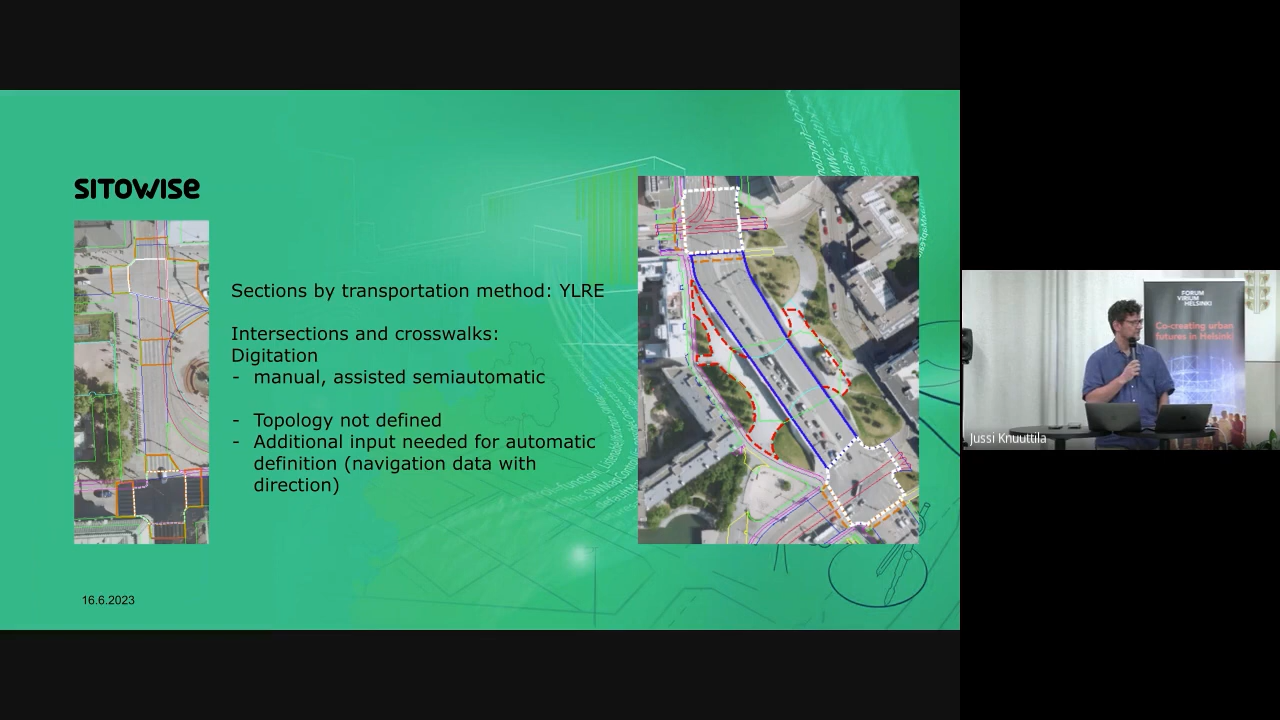 SITOWISE
Sections by transportation method: YLRE
Intersections and crosswalks:
Digitation
- manual, assisted semiautomatic
- Topology not defined
- Additional input needed for automatic
definition (navigation data with
direction)
16.6.2023
FORUM
VIRIUM
HELSINKI
Co-creating urban
futures in Helsinki
Jussi Knuuttila